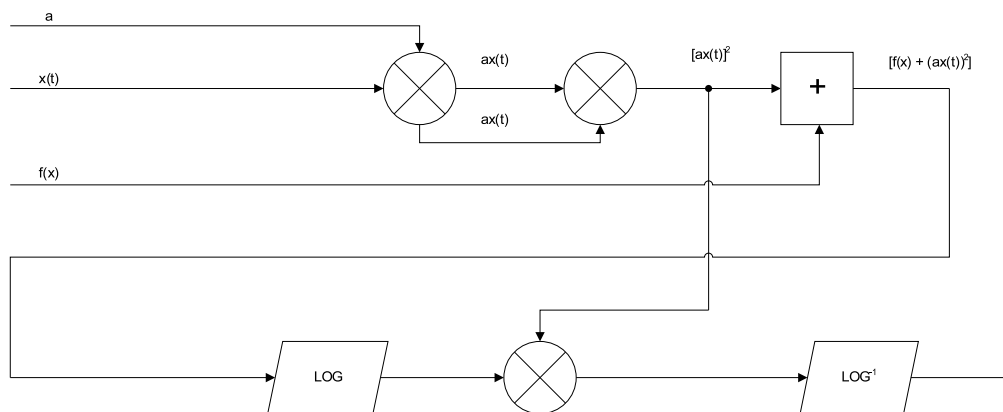 a
x(t)
ax(t)
[ax(t)]²
+
[f(x) + (ax(t))²]
ax(t)
f(x)
LOG
LOG⁻¹